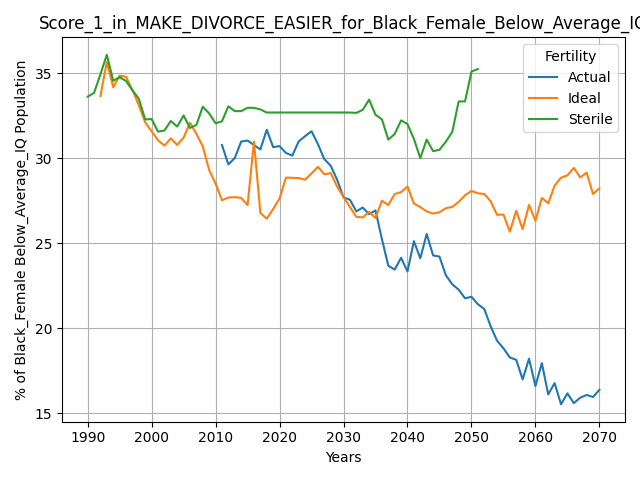 Score_1_in_MAKE_DIVORCE_EASIER_for_Black_Female_Below_Average_IQ
Fertility
Actual
Ideal
Sterile
% of Black_Female Below_Average_IQ Population
35
30
25
20
15
1990 2000 2010 2020 2030 2040 2050 2060 2070
Years